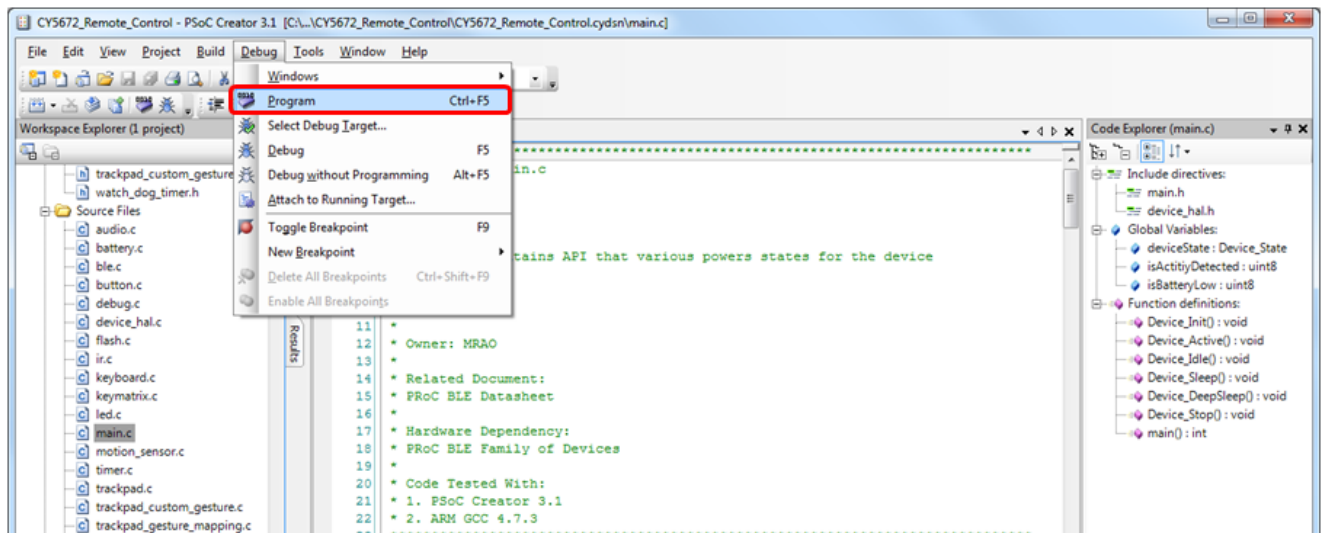 CY5672_Remote_Control - PSoC Creator 3.1 [C:\...\CY5672_Remote_Control\CY5672_Remote_Control.cydsn\main.c]
File Edit View Project Build Debug Tools Window Help
Windows
Program Ctrl+F5
Select Debug Target...
Debug F5
Debug without Programming Alt+F5
Attach to Running Target...
Toggle Breakpoint F9
New Breakpoint
Delete All Breakpoints Ctrl+Shift+F9
Enable All Breakpoints
Workspace Explorer (1 project)
trackpad_custom_gesture
watch_dog_timer.h
Source Files
audio.c
battery.c
ble.c
button.c
debug.c
device_hal.c
flash.c
ir.c
keyboard.c
keymatrix.c
led.c
main.c
motion_sensor.c
timer.c
trackpad.c
trackpad_custom_gesture.c
trackpad_gesture_mapping.c
Results
in.c
tains API that various powers states for the device
11 *
12 * Owner: MRAO
13 *
14 * Related Document:
15 * PRoC BLE Datasheet
16 *
17 * Hardware Dependency:
18 * PRoC BLE Family of Devices
19 *
20 * Code Tested With:
21 * 1. PSoC Creator 3.1
22 * 2. ARM GCC 4.7.3
Code Explorer (main.c)
Include directives:
main.h
device_hal.h
Global Variables:
deviceState : Device_State
isActitiyDetected : uint8
isBatteryLow : uint8
Function definitions:
Device_Init() : void
Device_Active() : void
Device_Idle() : void
Device_Sleep() : void
Device_DeepSleep() : void
Device_Stop() : void
main() : int